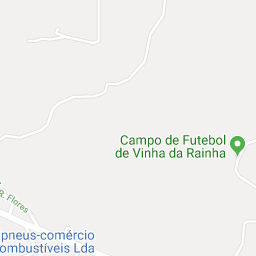 Campo de Futebol
de Vinha da Rainha
R. Flores
pneus-comércio
ombustíveis Lda